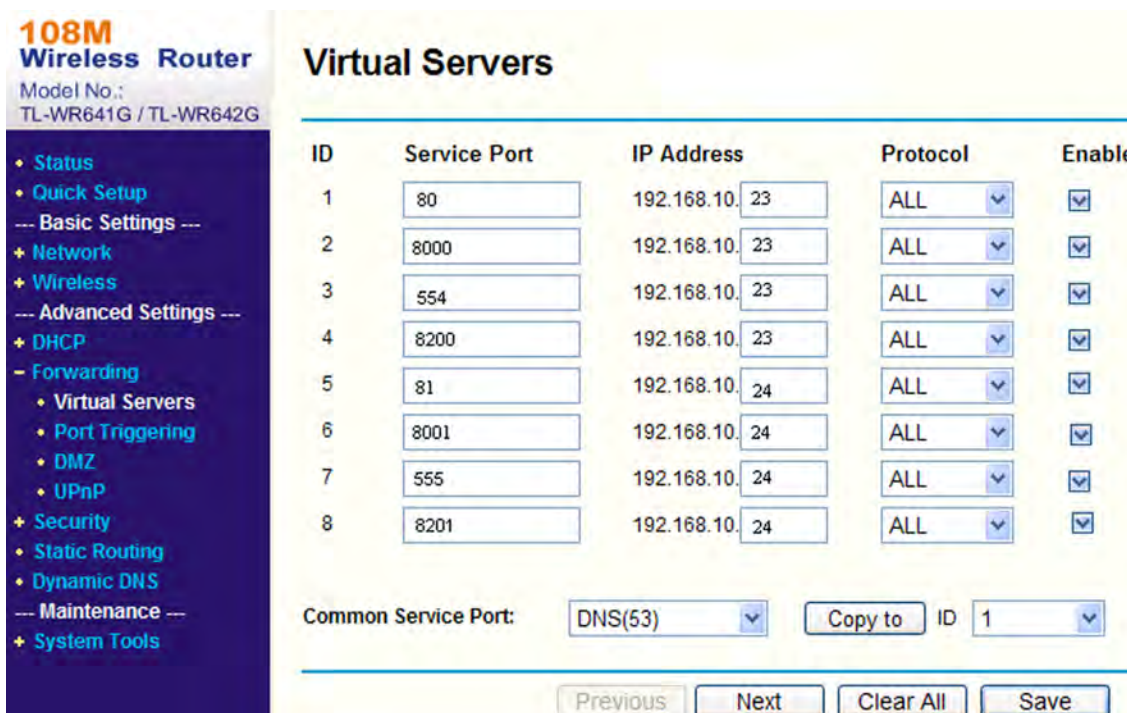 108M
Wireless Router
Model No.:
TL-WR641G / TL-WR642G
• Status
• Quick Setup
--- Basic Settings ---
+ Network
+ Wireless
--- Advanced Settings ---
+ DHCP
– Forwarding
• Virtual Servers
• Port Triggering
• DMZ
• UPnP
+ Security
• Static Routing
• Dynamic DNS
--- Maintenance ---
+ System Tools
Virtual Servers
ID Service Port IP Address Protocol Enable
1 80 192.168.10. 23 ALL
2 8000 192.168.10. 23 ALL
3 554 192.168.10. 23 ALL
4 8200 192.168.10. 23 ALL
5 81 192.168.10. 24 ALL
6 8001 192.168.10. 24 ALL
7 555 192.168.10. 24 ALL
8 8201 192.168.10. 24 ALL
Common Service Port: DNS(53) Copy to ID 1
Previous Next Clear All Save